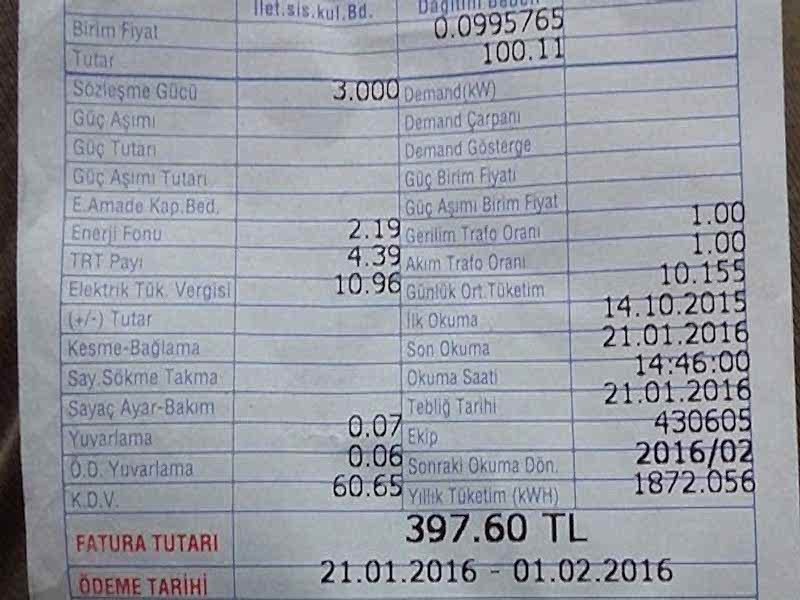 İlet.sis.kul.Bd. Dağıtım Bedeli
Birim Fiyat 0.0995765
Tutar 100.11
Sözleşme Gücü 3.000 Demand(kW)
Güç Aşımı Demand Çarpanı
Güç Tutarı Demand Gösterge
Güç Aşımı Tutarı Güç Birim Fiyatı
E.Amade Kap.Bed. Güç Aşımı Birim Fiyat
Enerji Fonu 2.19 Gerilim Trafo Oranı 1.00
TRT Payı 4.39 Akım Trafo Oranı 1.00
Elektrik Tük. Vergisi 10.96 Günlük Ort.Tüketim 10.155
(+/-) Tutar İlk Okuma 14.10.2015
Kesme-Bağlama Son Okuma 21.01.2016
Say.Sökme Takma Okuma Saati 14:46:00
Sayaç Ayar-Bakım Tebliğ Tarihi 21.01.2016
Yuvarlama 0.07 Ekip 430605
Ö.D. Yuvarlama 0.06 Sonraki Okuma Dön. 2016/02
K.D.V. 60.65 Yıllık Tüketim (kWH) 1872.056
FATURA TUTARI 397.60 TL
ÖDEME TARİHİ 21.01.2016 - 01.02.2016